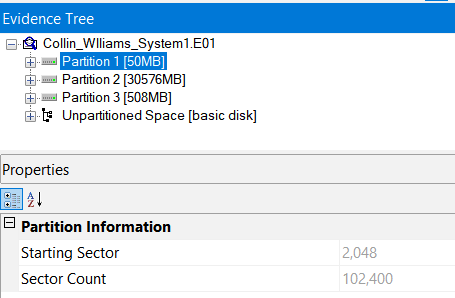 Evidence Tree
Collin_WIlliams_System1.E01
Partition 1 [50MB]
Partition 2 [30576MB]
Partition 3 [508MB]
Unpartitioned Space [basic disk]
Properties
A
Z
Partition Information
Starting Sector 2,048
Sector Count 102,400